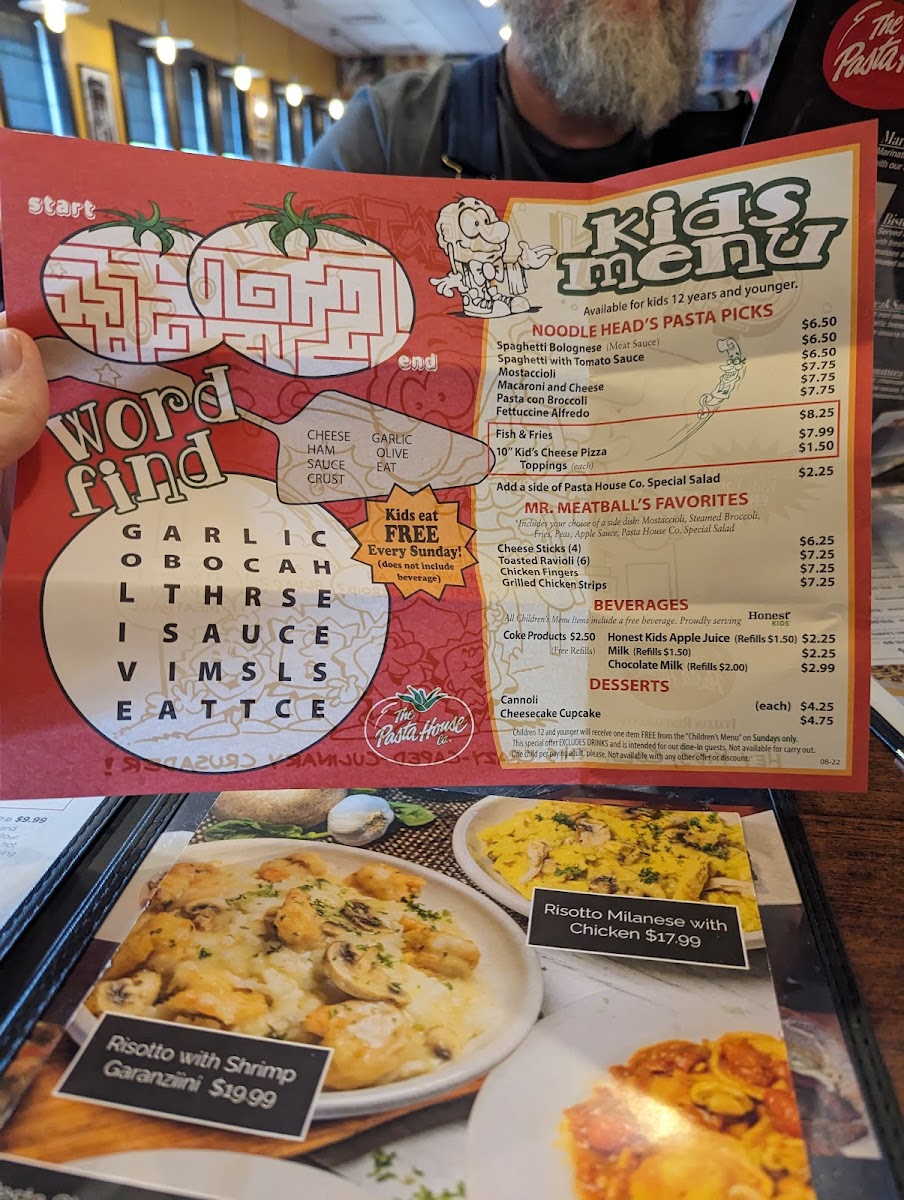 The
Pasta
start
end
word
find
CHEESE GARLIC
HAM OLIVE
SAUCE EAT
CRUST
Kids eat
FREE
Every Sunday!
(does not include
beverage)
G A R L I C
O B O C A H
L T H R S E
I S A U C E
V I M S L S
E A T T C E
The
Pasta House
Co.
kids
menu
Available for kids 12 years and younger.
NOODLE HEAD'S PASTA PICKS
Spaghetti Bolognese (Meat Sauce) $6.50
Spaghetti with Tomato Sauce $6.50
Mostaccioli $6.50
Macaroni and Cheese $7.75
Pasta con Broccoli $7.75
Fettuccine Alfredo $7.75
Fish & Fries $8.25
10" Kid's Cheese Pizza $7.99
Toppings (each) $1.50
Add a side of Pasta House Co. Special Salad $2.25
MR. MEATBALL'S FAVORITES
*Includes your choice of a side dish: Mostaccioli, Steamed Broccoli,
Fries, Peas, Apple Sauce, Pasta House Co. Special Salad
Cheese Sticks (4) $6.25
Toasted Ravioli (6) $7.25
Chicken Fingers $7.25
Grilled Chicken Strips $7.25
BEVERAGES
All Children's Menu Items include a free beverage. Proudly serving Honest KIDS
Coke Products $2.50 Honest Kids Apple Juice (Refills $1.50) $2.25
(Free Refills) Milk (Refills $1.50) $2.25
Chocolate Milk (Refills $2.00) $2.99
DESSERTS
Cannoli (each) $4.25
Cheesecake Cupcake $4.75
Children 12 and younger will receive one item FREE from the "Children's Menu" on Sundays only.
This special offer EXCLUDES DRINKS and is intended for our dine-in guests. Not available for carry out.
One child per paying adult, please. Not available with any other offer or discount.
08-22
$9.99
Risotto Milanese with
Chicken $17.99
Risotto with Shrimp
Garanziini $19.99